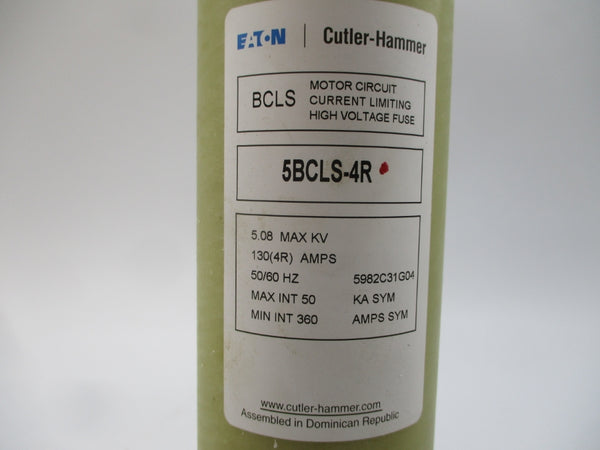 EATON | Cutler-Hammer
BCLS
MOTOR CIRCUIT
CURRENT LIMITING
HIGH VOLTAGE FUSE
5BCLS-4R
5.08 MAX KV
130(4R) AMPS
50/60 HZ 5982C31G04
MAX INT 50 KA SYM
MIN INT 360 AMPS SYM
www.cutler-hammer.com
Assembled in Dominican Republic